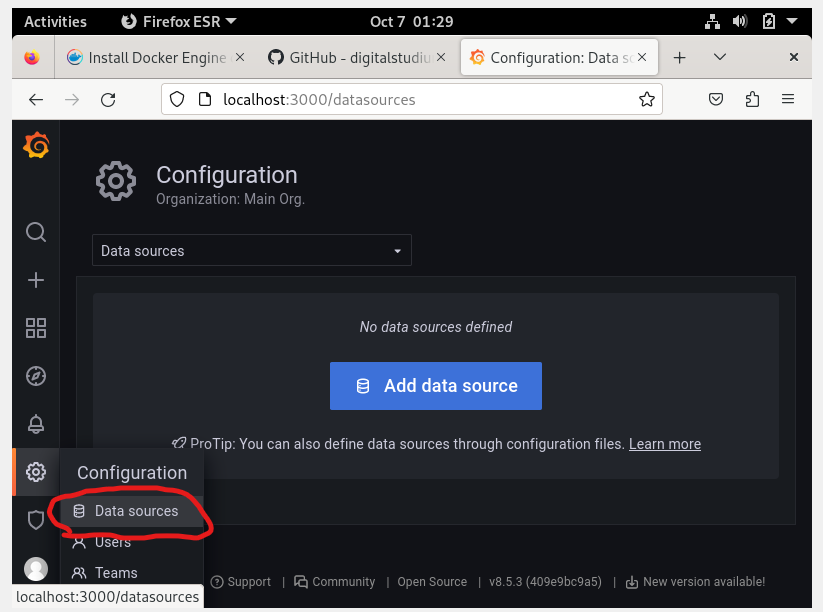 Activities Firefox ESR Oct 7 01:29
Install Docker Engine GitHub - digitalstudiu Configuration: Data sc
localhost:3000/datasources
Configuration
Organization: Main Org.
Data sources
No data sources defined
Add data source
ProTip: You can also define data sources through configuration files. Learn more
Configuration
Data sources
Users
Teams
Support | Community | Open Source | v8.5.3 (409e9bc9a5) | New version available!
localhost:3000/datasources